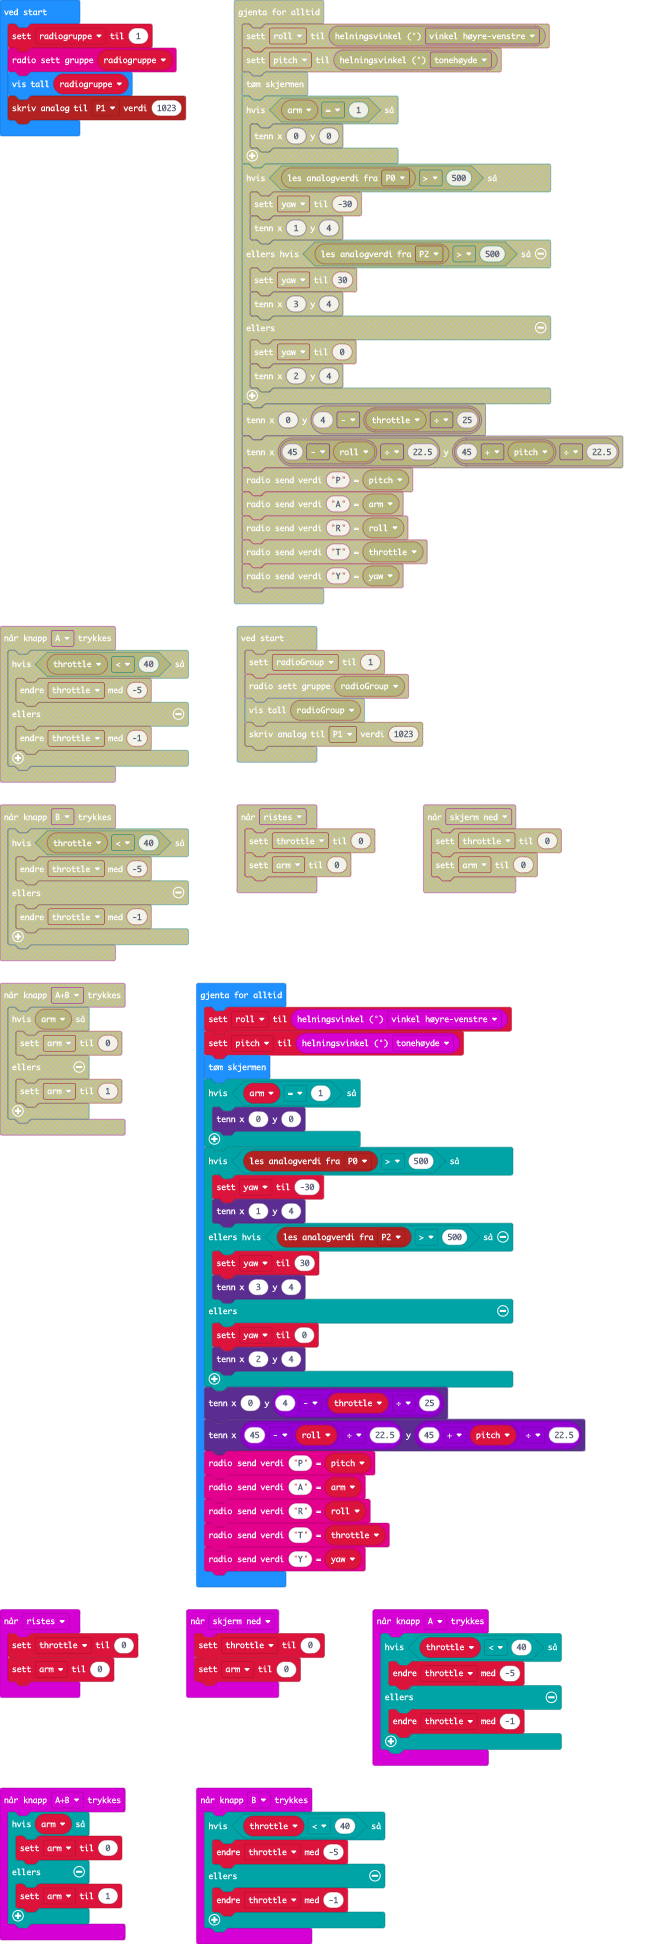 ved start
sett radiogruppe til 1
radio sett gruppe radiogruppe
vis tall radiogruppe
skriv analog til P1 verdi 1023
gjenta for alltid
sett roll til helningsvinkel (°) vinkel høyre-venstre
sett pitch til helningsvinkel (°) tonehøyde
tøm skjermen
hvis arm = 1 så
tenn x 0 y 0
hvis les analogverdi fra P0 > 500 så
sett yaw til -30
tenn x 1 y 4
ellers hvis les analogverdi fra P2 > 500 så
sett yaw til 30
tenn x 3 y 4
ellers
sett yaw til 0
tenn x 2 y 4
tenn x 0 y 4 - throttle ÷ 25
tenn x 45 - roll ÷ 22.5 y 45 + pitch ÷ 22.5
radio send verdi "P" = pitch
radio send verdi "A" = arm
radio send verdi "R" = roll
radio send verdi "T" = throttle
radio send verdi "Y" = yaw
når knapp A trykkes
hvis throttle < 40 så
endre throttle med -5
ellers
endre throttle med -1
ved start
sett radioGroup til 1
radio sett gruppe radioGroup
vis tall radioGroup
skriv analog til P1 verdi 1023
når knapp B trykkes
hvis throttle < 40 så
endre throttle med -5
ellers
endre throttle med -1
når ristes
sett throttle til 0
sett arm til 0
når skjerm ned
sett throttle til 0
sett arm til 0
når knapp A+B trykkes
hvis arm så
sett arm til 0
ellers
sett arm til 1
gjenta for alltid
sett roll til helningsvinkel (°) vinkel høyre-venstre
sett pitch til helningsvinkel (°) tonehøyde
tøm skjermen
hvis arm = 1 så
tenn x 0 y 0
hvis les analogverdi fra P0 > 500 så
sett yaw til -30
tenn x 1 y 4
ellers hvis les analogverdi fra P2 > 500 så
sett yaw til 30
tenn x 3 y 4
ellers
sett yaw til 0
tenn x 2 y 4
tenn x 0 y 4 - throttle ÷ 25
tenn x 45 - roll ÷ 22.5 y 45 + pitch ÷ 22.5
radio send verdi "P" = pitch
radio send verdi "A" = arm
radio send verdi "R" = roll
radio send verdi "T" = throttle
radio send verdi "Y" = yaw
når ristes
sett throttle til 0
sett arm til 0
når skjerm ned
sett throttle til 0
sett arm til 0
når knapp A trykkes
hvis throttle < 40 så
endre throttle med -5
ellers
endre throttle med -1
når knapp A+B trykkes
hvis arm så
sett arm til 0
ellers
sett arm til 1
når knapp B trykkes
hvis throttle < 40 så
endre throttle med -5
ellers
endre throttle med -1